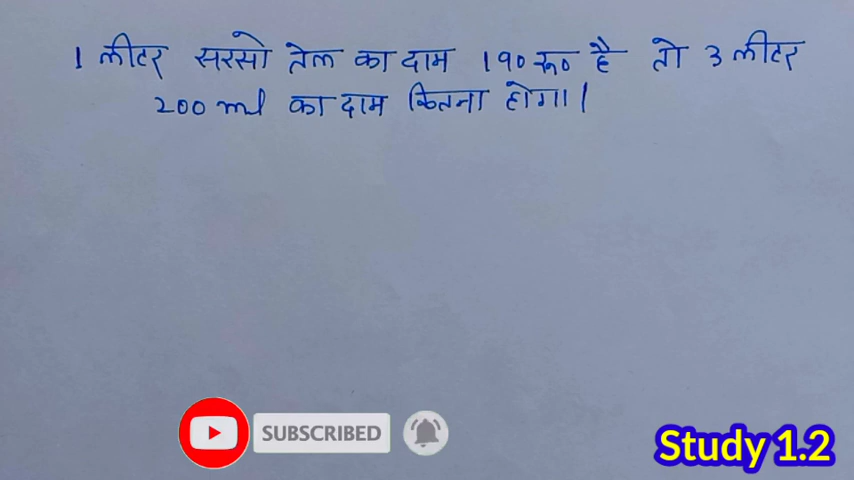 1 लीटर सरसो तेल का दाम 190 रू० है तो 3 लीटर
200 ml का दाम कितना होगा।
SUBSCRIBED
Study 1.2